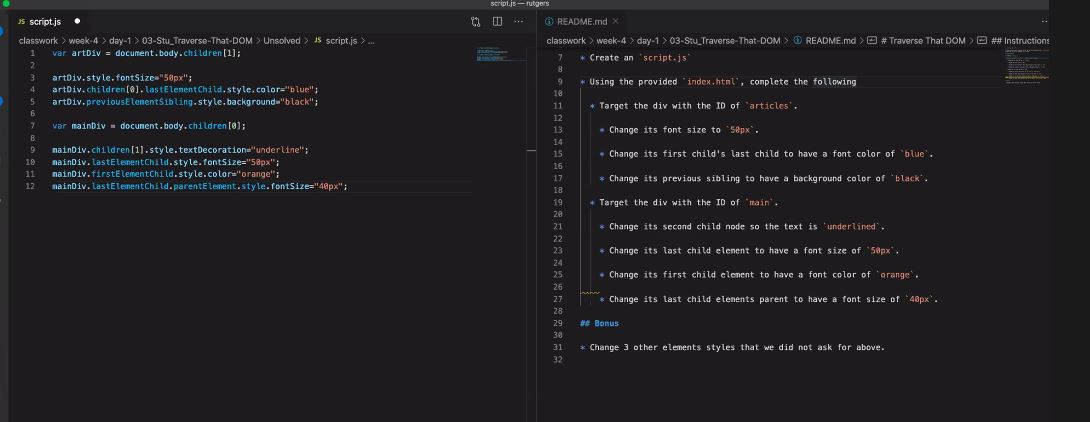 script.js — rutgers
JS script.js
README.md
classwork > week-4 > day-1 > 03-Stu_Traverse-That-DOM > Unsolved > JS script.js > ...
1 var artDiv = document.body.children[1];
2
3 artDiv.style.fontSize="50px";
4 artDiv.children[0].lastElementChild.style.color="blue";
5 artDiv.previousElementSibling.style.background="black";
6
7 var mainDiv = document.body.children[0];
8
9 mainDiv.children[1].style.textDecoration="underline";
10 mainDiv.lastElementChild.style.fontSize="50px";
11 mainDiv.firstElementChild.style.color="orange";
12 mainDiv.lastElementChild.parentElement.style.fontSize="40px";
classwork > week-4 > day-1 > 03-Stu_Traverse-That-DOM > README.md > # Traverse That DOM > ## Instructions
7 * Create an `script.js`
8
9 * Using the provided `index.html`, complete the following
10
11 * Target the div with the ID of `articles`.
12
13 * Change its font size to `50px`.
14
15 * Change its first child's last child to have a font color of `blue`.
16
17 * Change its previous sibling to have a background color of `black`.
18
19 * Target the div with the ID of `main`.
20
21 * Change its second child node so the text is `underlined`.
22
23 * Change its last child element to have a font size of `50px`.
24
25 * Change its first child element to have a font color of `orange`.
26
27 * Change its last child elements parent to have a font size of `40px`.
28
29 ## Bonus
30
31 * Change 3 other elements styles that we did not ask for above.
32